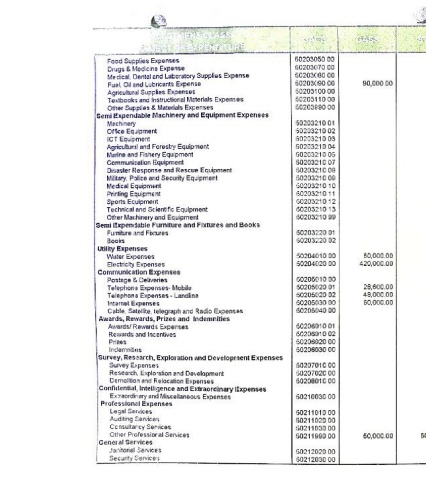 Food Supplies Expenses 50203050 00
Drugs & Medicine Expense 50203070 00
Medical, Dental and Laboratory Supplies Expense 50203080 00
Fuel, Oil and Lubricants Expense 50203090 00 90,000.00
Agricultural Supplies Expenses 50203100 00
Textbooks and Instructional Materials Expenses 50203110 00
Other Supplies & Materials Expenses 50203990 00
Semi Expendable Machinery and Equipment Expenses
Machinery 50203210 01
Office Equipment 50203210 02
ICT Equipment 50203210 03
Agricultural and Forestry Equipment 50203210 04
Marine and Fishery Equipment 50203210 05
Communication Equipment 50203210 07
Disaster Response and Rescue Equipment 50203210 08
Military, Police and Security Equipment 50203210 09
Medical Equipment 50203210 10
Printing Equipment 50203210 11
Sports Equipment 50203210 12
Technical and Scientific Equipment 50203210 13
Other Machinery and Equipment 50203210 99
Semi Expendable Furniture and Fixtures and Books
Furniture and Fixtures 50203220 01
Books 50203220 02
Utility Expenses
Water Expenses 50204010 00 50,000.00
Electricity Expenses 50204020 00 420,000.00
Communication Expenses
Postage & Deliveries 50205010 00
Telephone Expenses- Mobile 50205020 01 28,600.00
Telephone Expenses - Landline 50205020 02 48,000.00
Internet Expenses 50205030 00 50,000.00
Cable, Satellite, telegraph and Radio Expenses 50205040 00
Awards, Rewards, Prizes and Indemnities
Awards/ Rewards Expenses 50206010 01
Rewards and Incentives 50206010 02
Prizes 50206020 00
Indemnities 50206030 00
Survey, Research, Exploration and Development Expenses
Survey Expenses 50207010 00
Research, Exploration and Development 50207020 00
Demolition and Relocation Expenses 50208010 00
Confidential, Intelligence and Extraordinary Expenses
Extraordinary and Miscellaneous Expenses 50210030 00
Professional Expenses
Legal Services 50211010 00
Auditing Services 50211020 00
Consultancy Services 50211030 00
Other Professional Services 50211990 00 50,000.00
General Services
Janitorial Services 50212020 00
Security Services 50212030 00